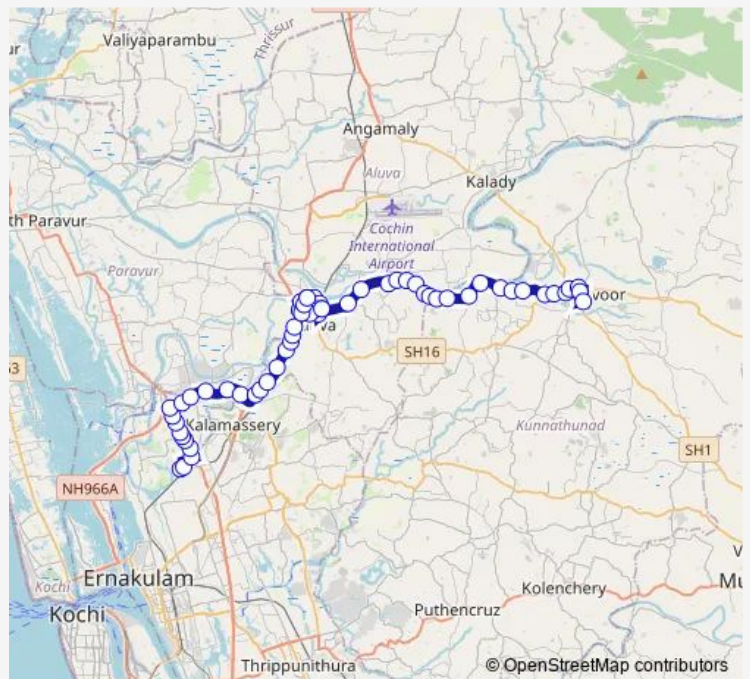 Valiyaparambu
Thrissur
Angamaly
Aluva
Kalady
th Paravur
Cochin
International
Airport
Paravur
voor
SH16
Kalamassery
Kunnathunad
SH1
NH966A
Ernakulam
Kochi
Kochi
Kolenchery
Puthencruz
Thrippunithura
© OpenStreetMap contributors